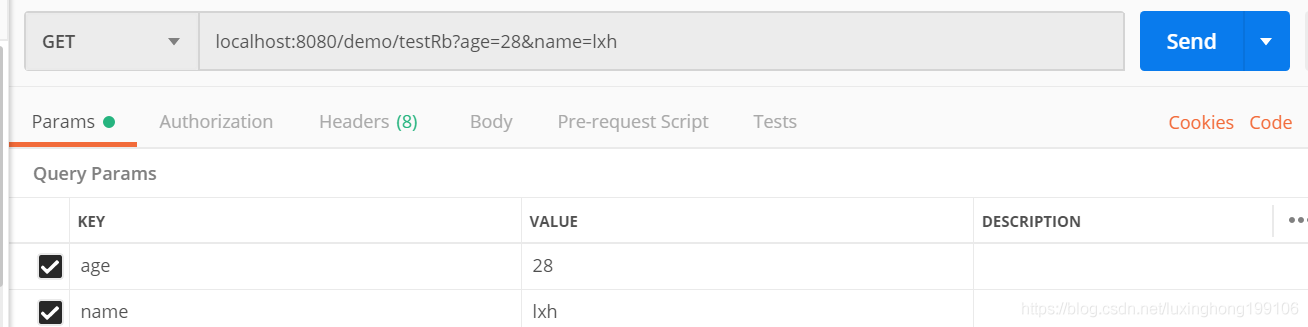 GET localhost:8080/demo/testRb?age=28&name=lxh Send
Params Authorization Headers (8) Body Pre-request Script Tests Cookies Code
Query Params
KEY VALUE DESCRIPTION
age 28
name lxh
https://blog.csdn.net/luxinghong199106